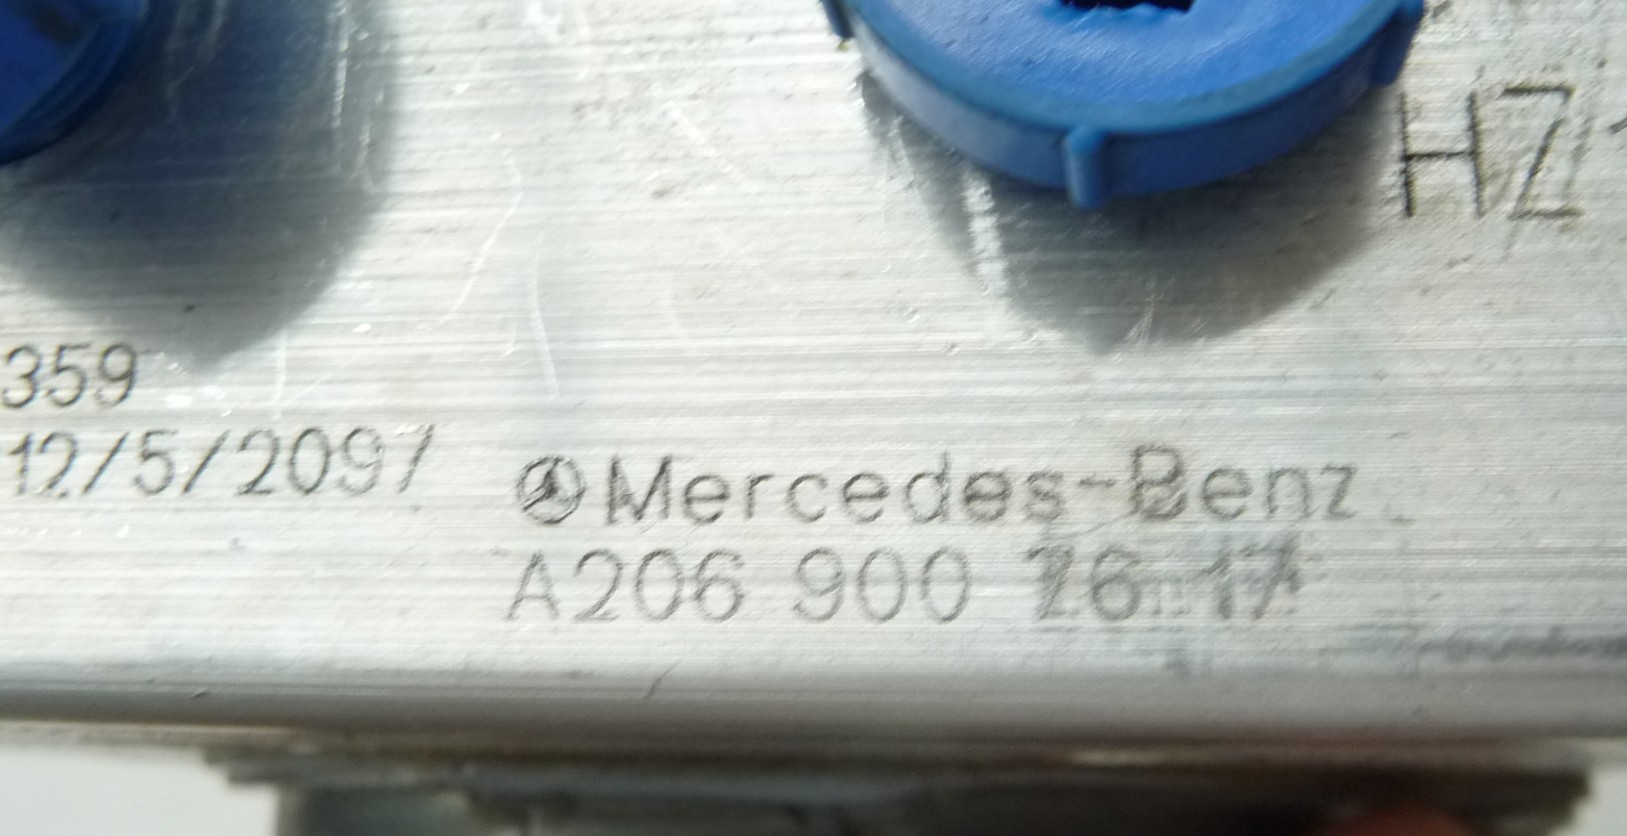 HZ
359
12/5/2097
Mercedes-Benz
A206 900